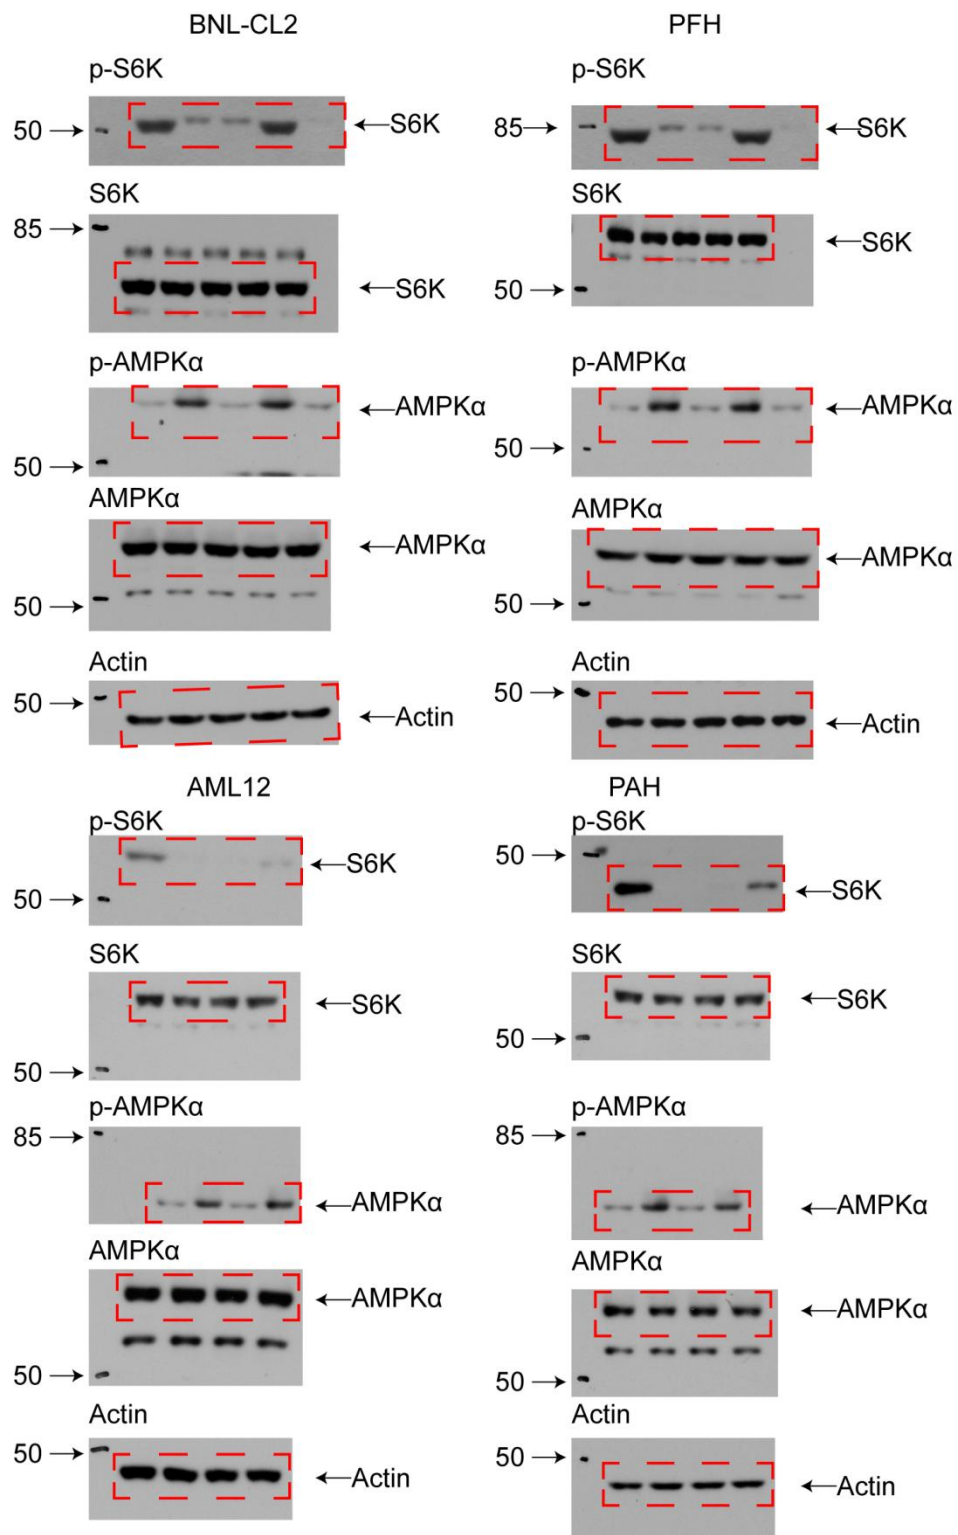 BNL-CL2
p-S6K
50
S6K
S6K
85
S6K
p-AMPKα
AMPKα
50
AMPKα
AMPKα
50
Actin
50
Actin
PFH
p-S6K
85
S6K
S6K
S6K
50
p-AMPKα
AMPKα
50
AMPKα
AMPKα
50
Actin
50
Actin
AML12
p-S6K
S6K
50
S6K
S6K
50
p-AMPKα
85
AMPKα
AMPKα
AMPKα
50
Actin
50
Actin
PAH
p-S6K
50
S6K
S6K
S6K
50
p-AMPKα
85
AMPKα
AMPKα
AMPKα
50
Actin
50
Actin